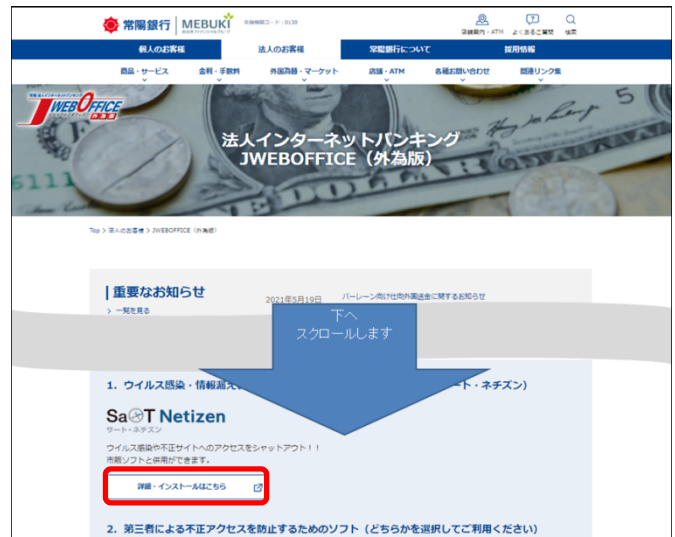 常陽銀行 MEBUKI
金融機関コード：0130
店舗案内・ATM よくあるご質問 検索
個人のお客様 法人のお客様 常陽銀行について 採用情報
商品・サービス 金利・手数料 外国為替・マーケット 店舗・ATM 各種お問い合わせ 関連リンク集
JWEBOFFICE
外為版
法人インターネットバンキング
JWEBOFFICE（外為版）
Top > 法人のお客様 > JWEBOFFICE（外為版）
重要なお知らせ
> 一覧を見る
2021年5月19日 バーレーン向け仕向外国送金に関するお知らせ
下へ
スクロールします
1. ウイルス感染・情報漏え
ート・ネチズン）
SaAT Netizen
サート・ネチズン
ウイルス感染や不正サイトへのアクセスをシャットアウト！！
市販ソフトと併用ができます。
詳細・インストールはこちら
2. 第三者による不正アクセスを防止するためのソフト（どちらかを選択してご利用ください）